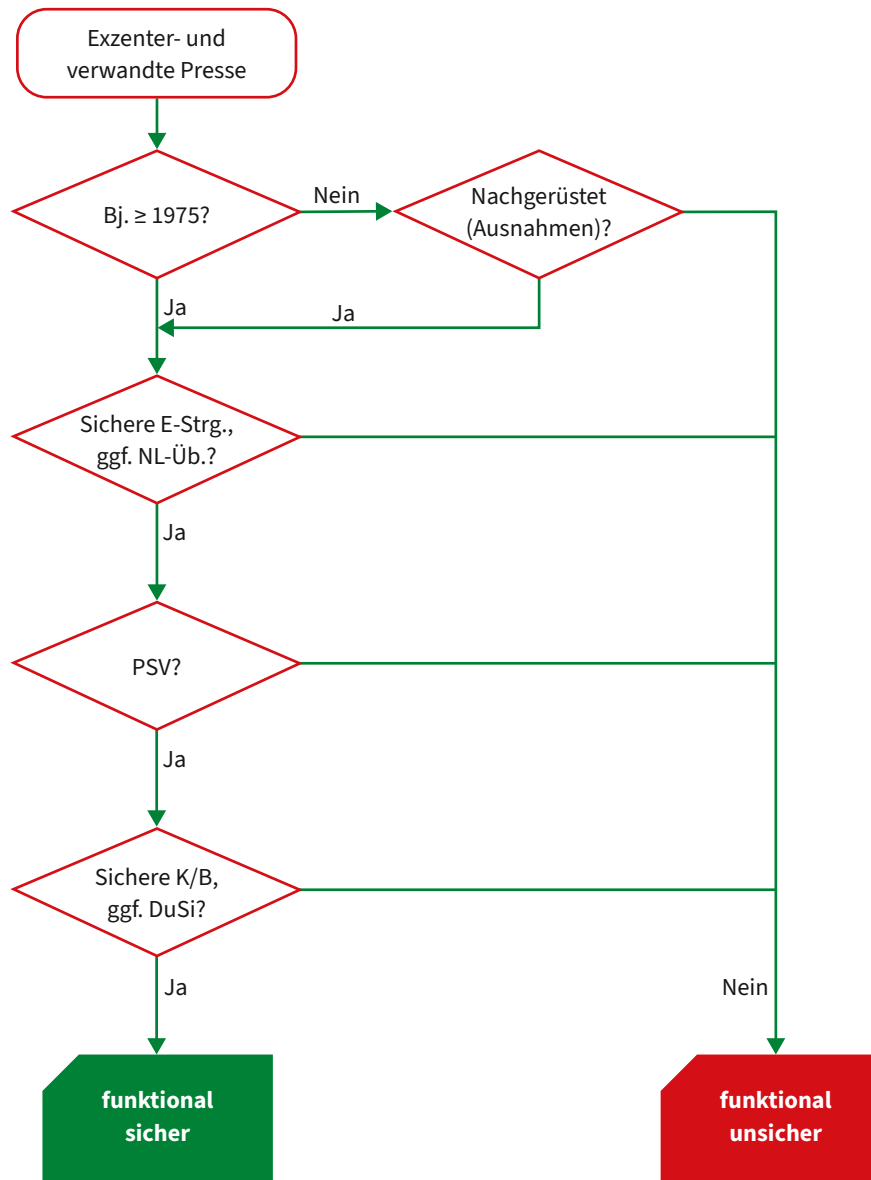 Exzenter- und
verwandte Presse
Bj. ≥ 1975?
Nein
Nachgerüstet
(Ausnahmen)?
Ja
Ja
Sichere E-Strg.,
ggf. NL-Üb.?
Ja
PSV?
Ja
Sichere K/B,
ggf. DuSi?
Ja
Nein
funktional
sicher
funktional
unsicher